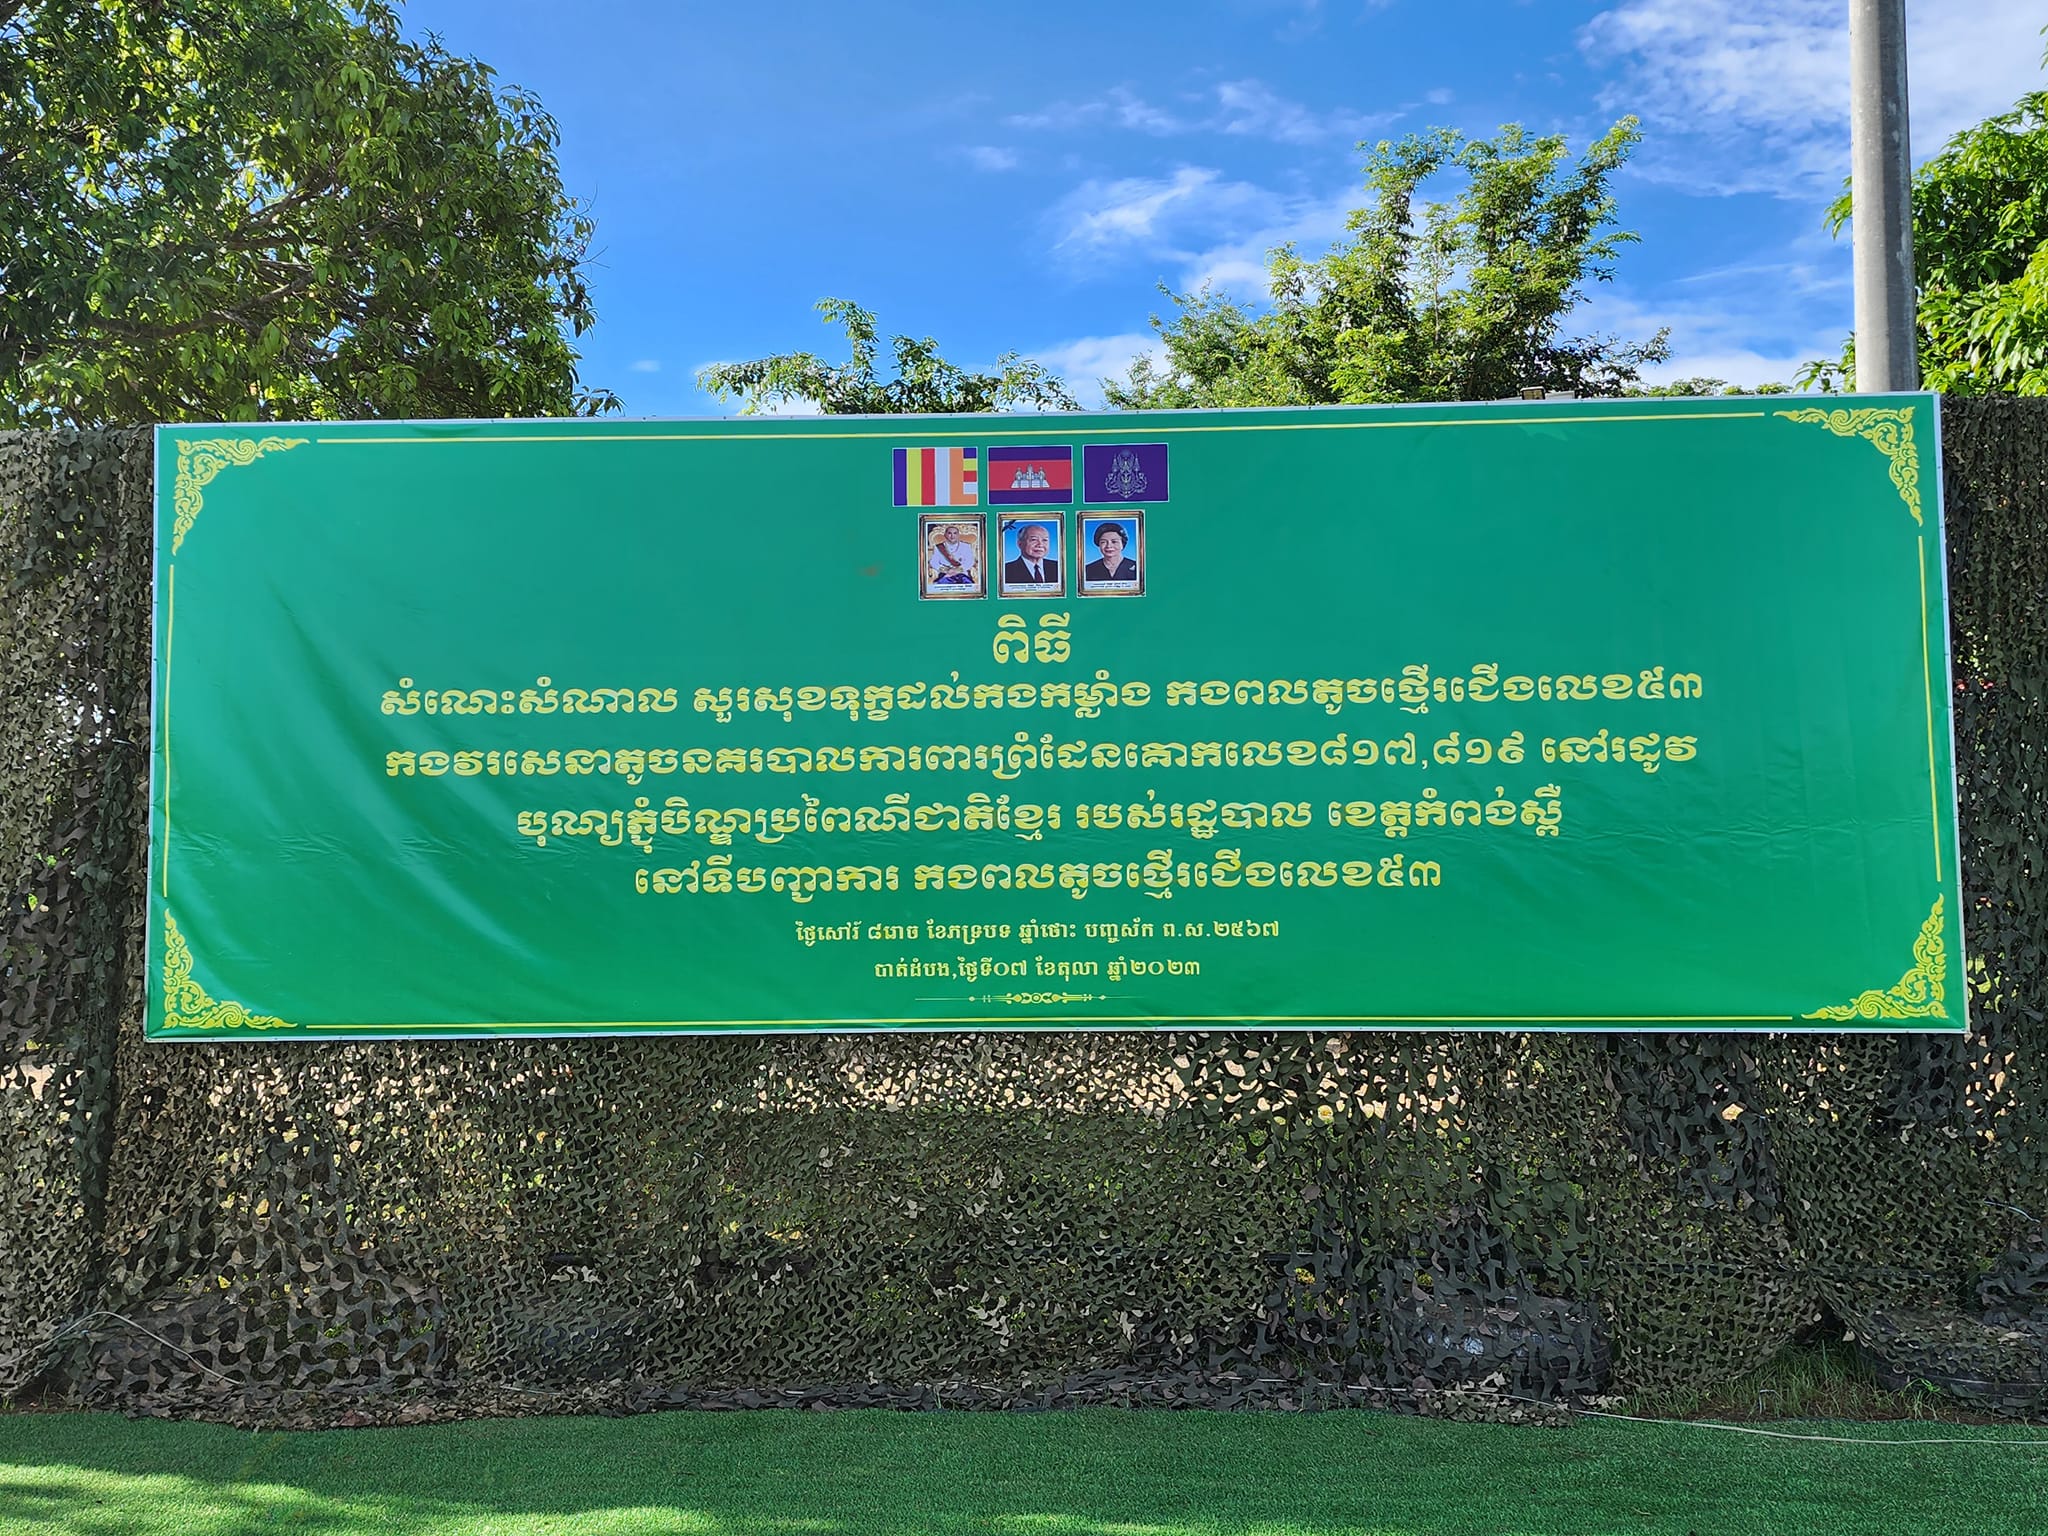 ពិធី
សំណេះសំណាល សួរសុខទុក្ខដល់កងកម្លាំង កងពលតូចថ្មើរជើងលេខ៥៣
កងវរសេនាតូចនគរបាលការពារព្រំដែនគោកលេខ៨១៧,៨១៩ នៅរដូវ
បុណ្យភ្ជុំបិណ្ឌប្រពៃណីជាតិខ្មែរ របស់រដ្ឋបាល ខេត្តកំពង់ស្ពឺ
នៅទីបញ្ជាការ កងពលតូចថ្មើរជើងលេខ៥៣
ថ្ងៃសៅរ៍ ៨រោច ខែភទ្របទ ឆ្នាំថោះ បញ្ចស័ក ព.ស.២៥៦៧
បាត់ដំបង,ថ្ងៃទី០៧ ខែតុលា ឆ្នាំ២០២៣